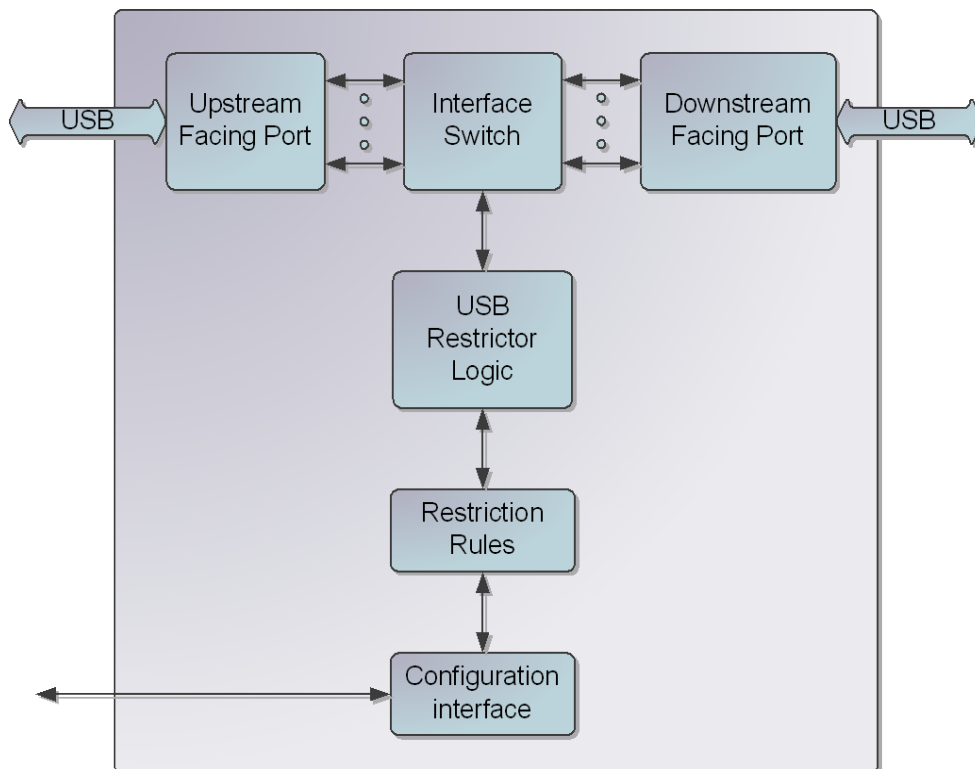 USB
Upstream
Facing Port
Interface
Switch
Downstream
Facing Port
USB
USB
Restrictor
Logic
Restriction
Rules
Configuration
interface